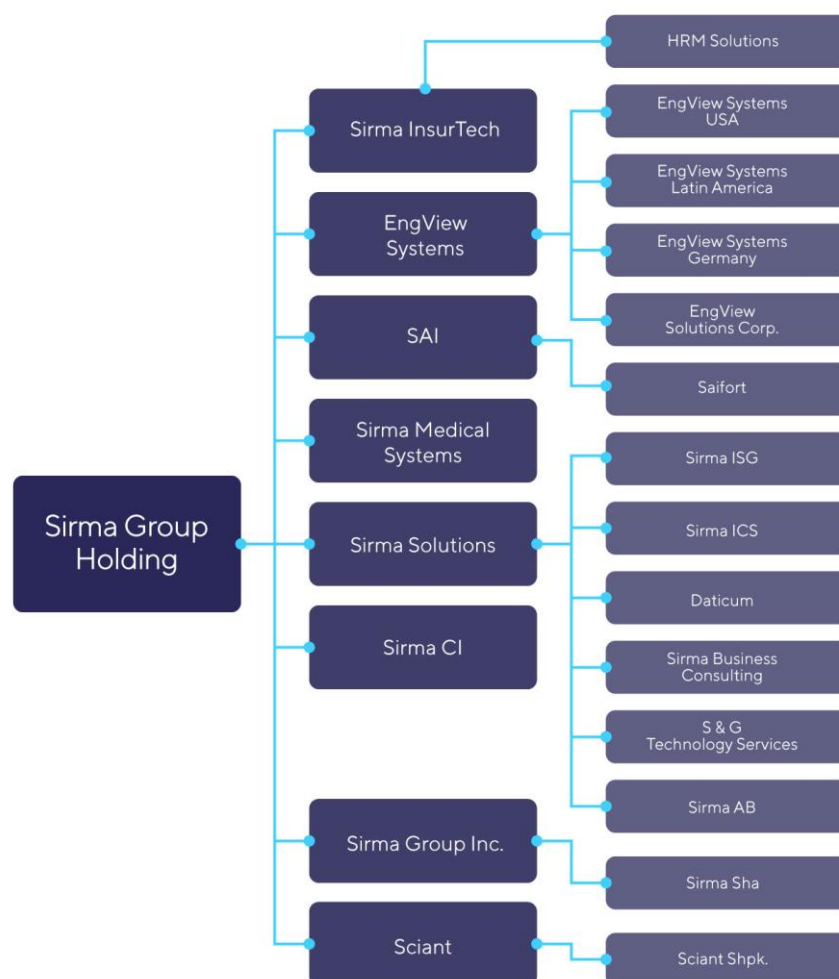 HRM Solutions
Sirma InsurTech
EngView Systems
USA
EngView Systems
Latin America
EngView
Systems
EngView Systems
Germany
EngView
Solutions Corp.
SAI
Saifort
Sirma Medical
Systems
Sirma ISG
Sirma Group
Holding
Sirma Solutions
Sirma ICS
Daticum
Sirma CI
Sirma Business
Consulting
S & G
Technology Services
Sirma AB
Sirma Group Inc.
Sirma Sha
Sciant
Sciant Shpk.